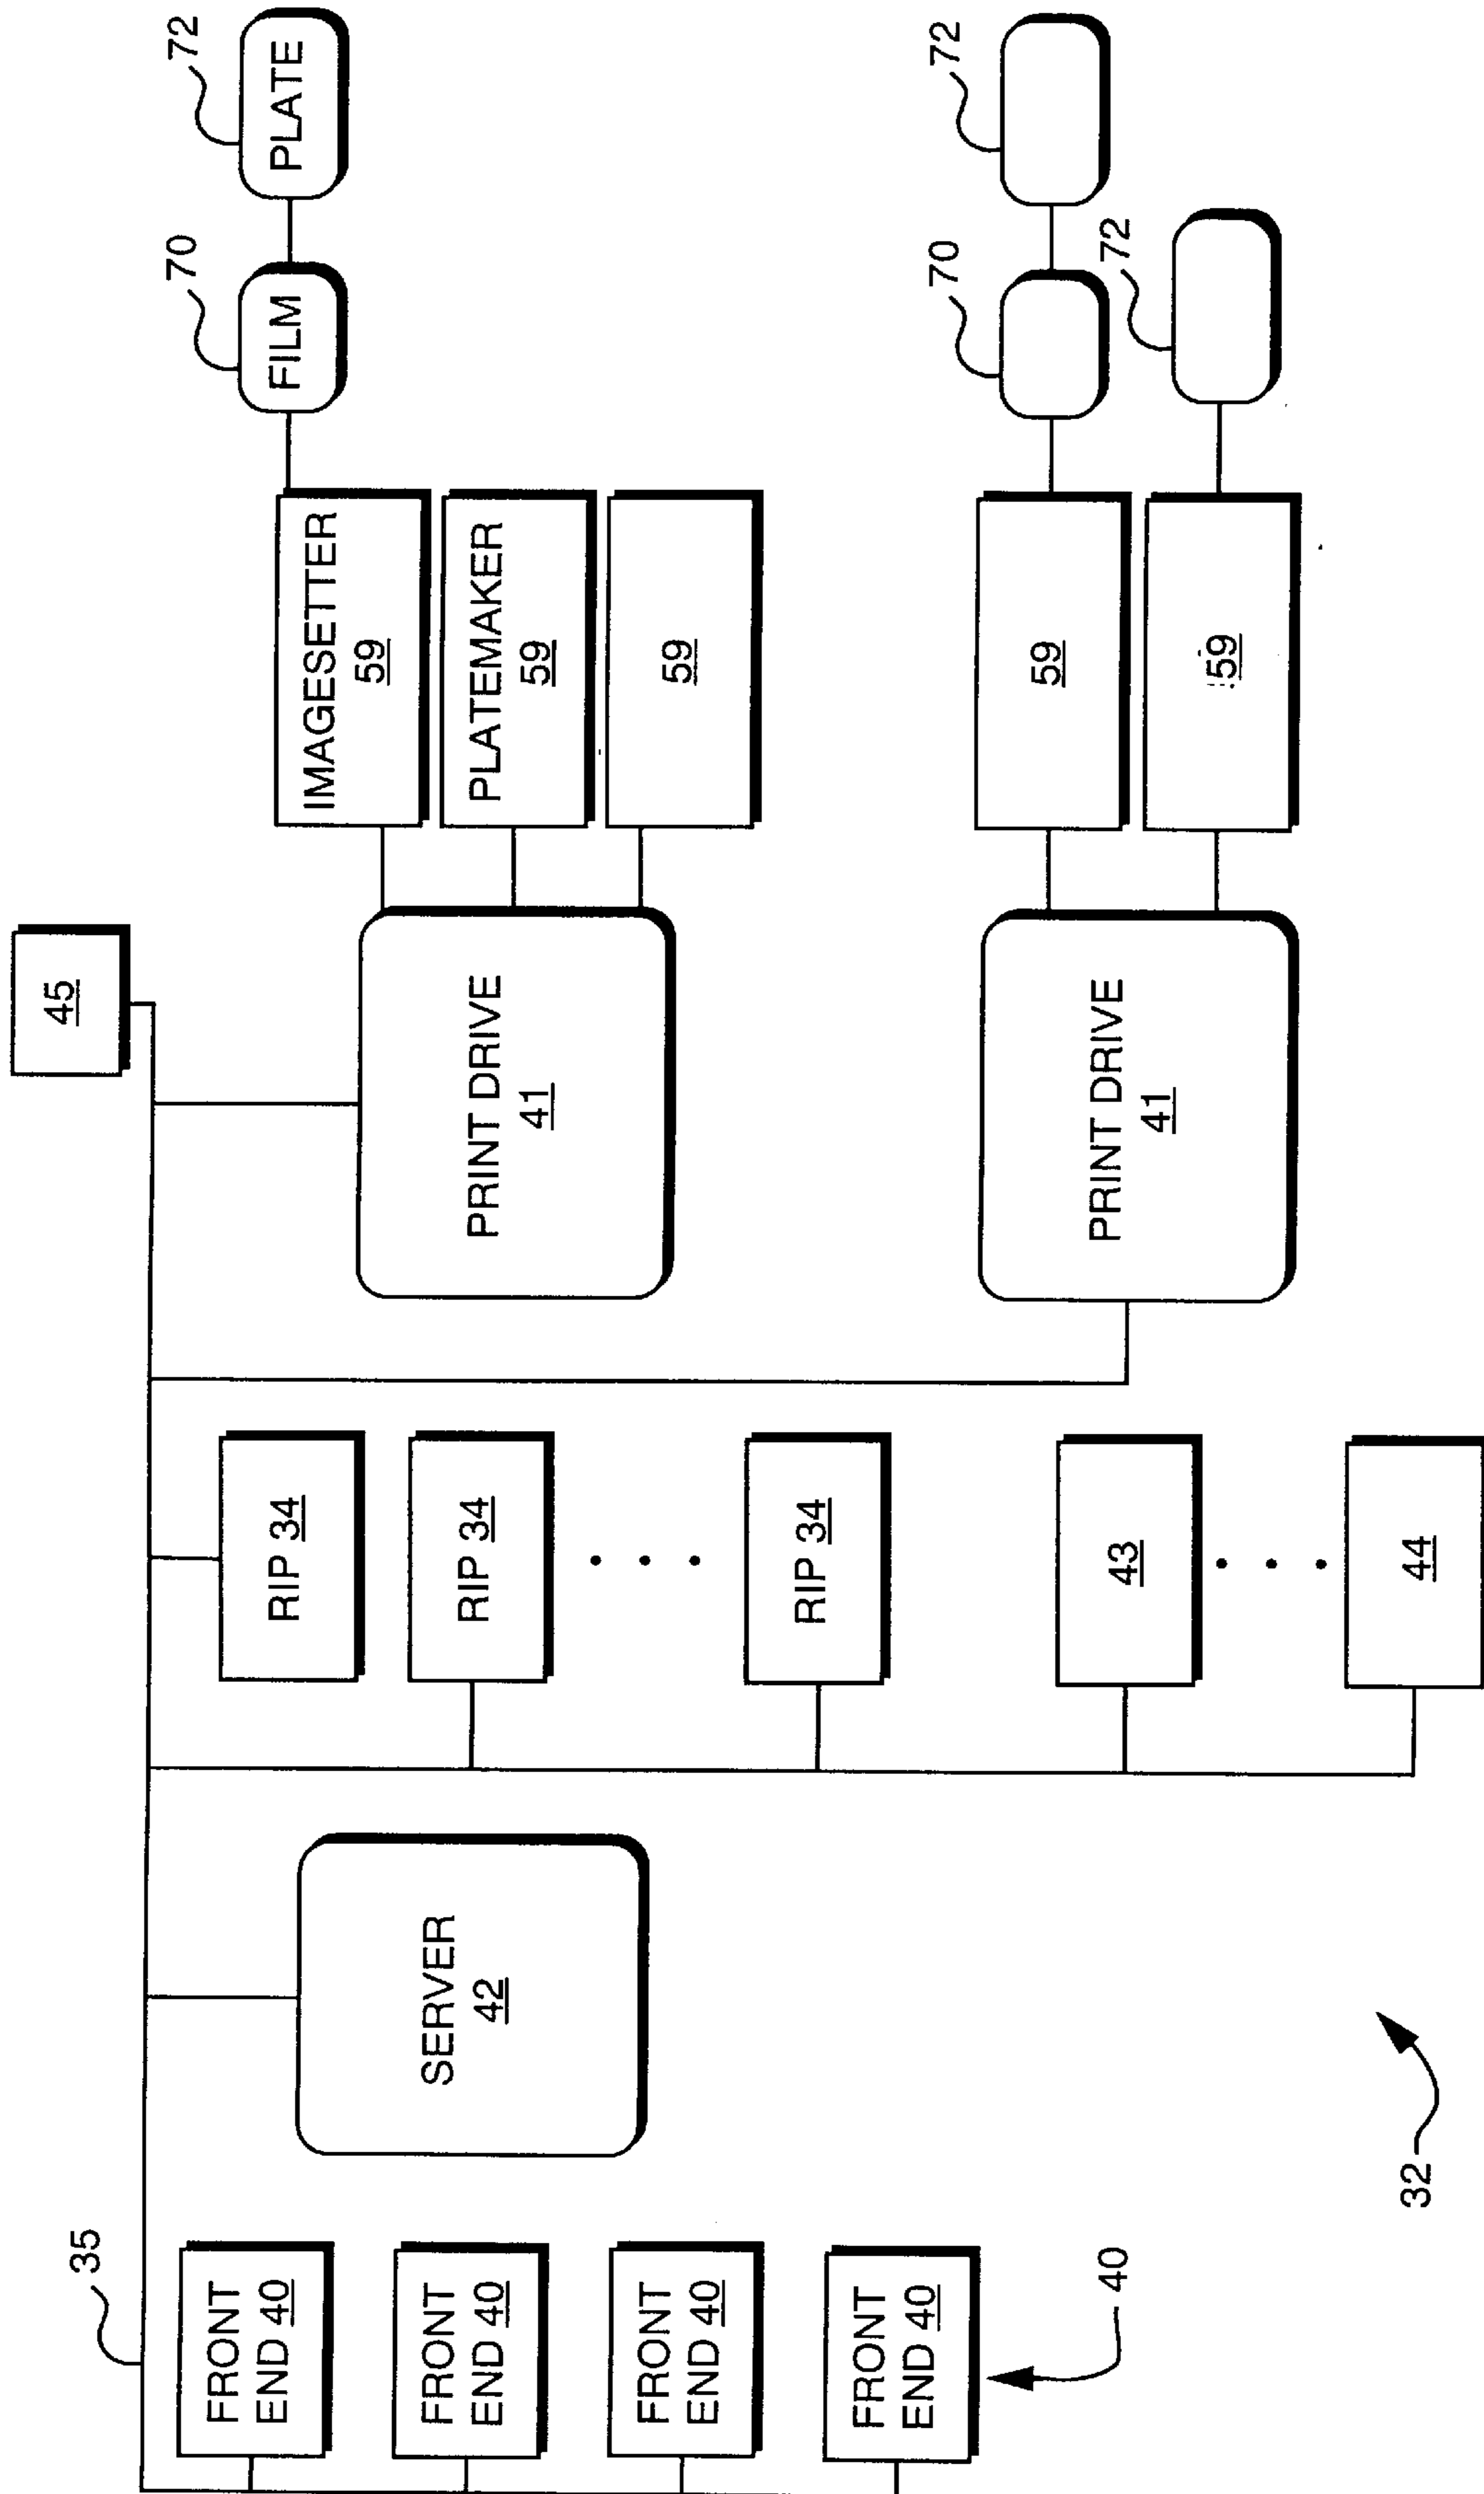 35
FRONT
END 40
FRONT
END 40
FRONT
END 40
FRONT
END 40
40
SERVER
42
32
RIP 34
RIP 34
RIP 34
43
44
45
PRINT DRIVE
41
PRINT DRIVE
41
IMAGESETTER
59
PLATEMAKER
59
59
59
59
70
FILM
72
PLATE
70
72
72